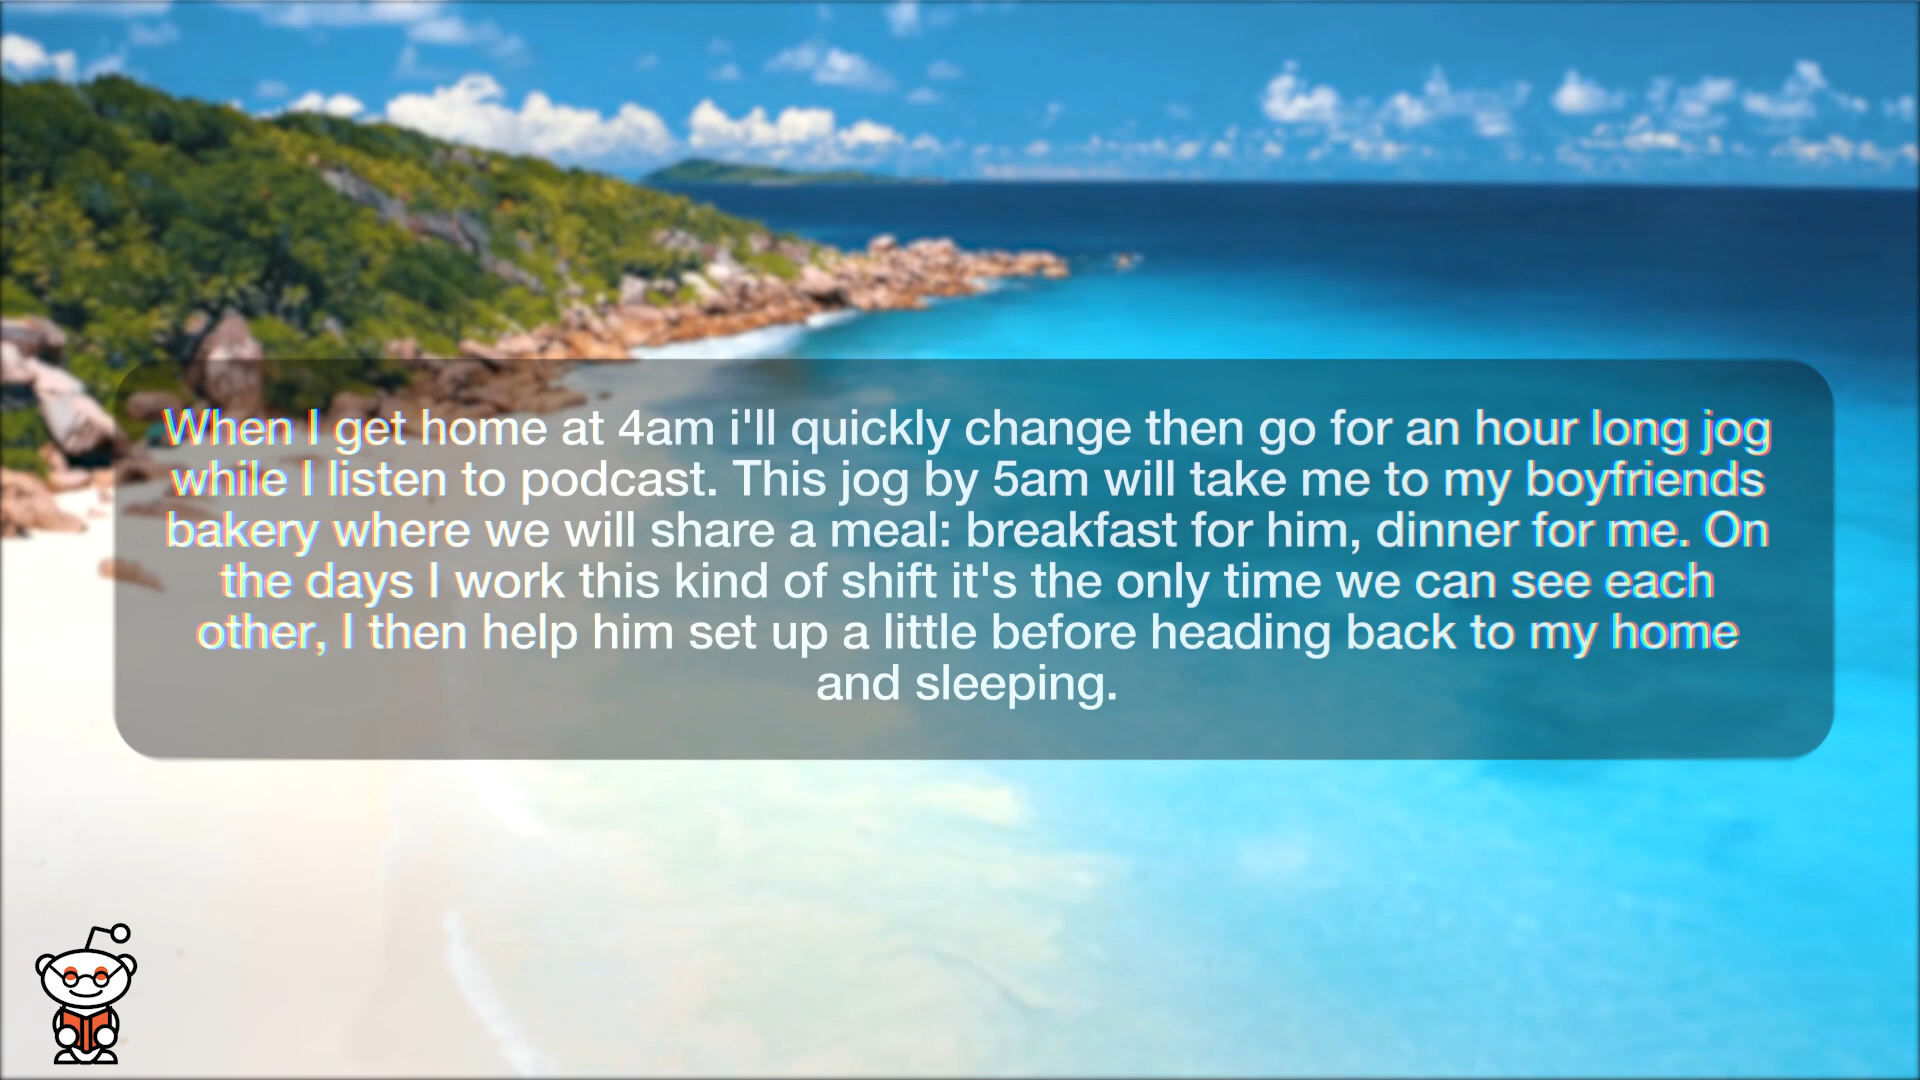 When I get home at 4am i'll quickly change then go for an hour long jog
while I listen to podcast. This jog by 5am will take me to my boyfriends
bakery where we will share a meal: breakfast for him, dinner for me. On
the days I work this kind of shift it's the only time we can see each
other, I then help him set up a little before heading back to my home
and sleeping.